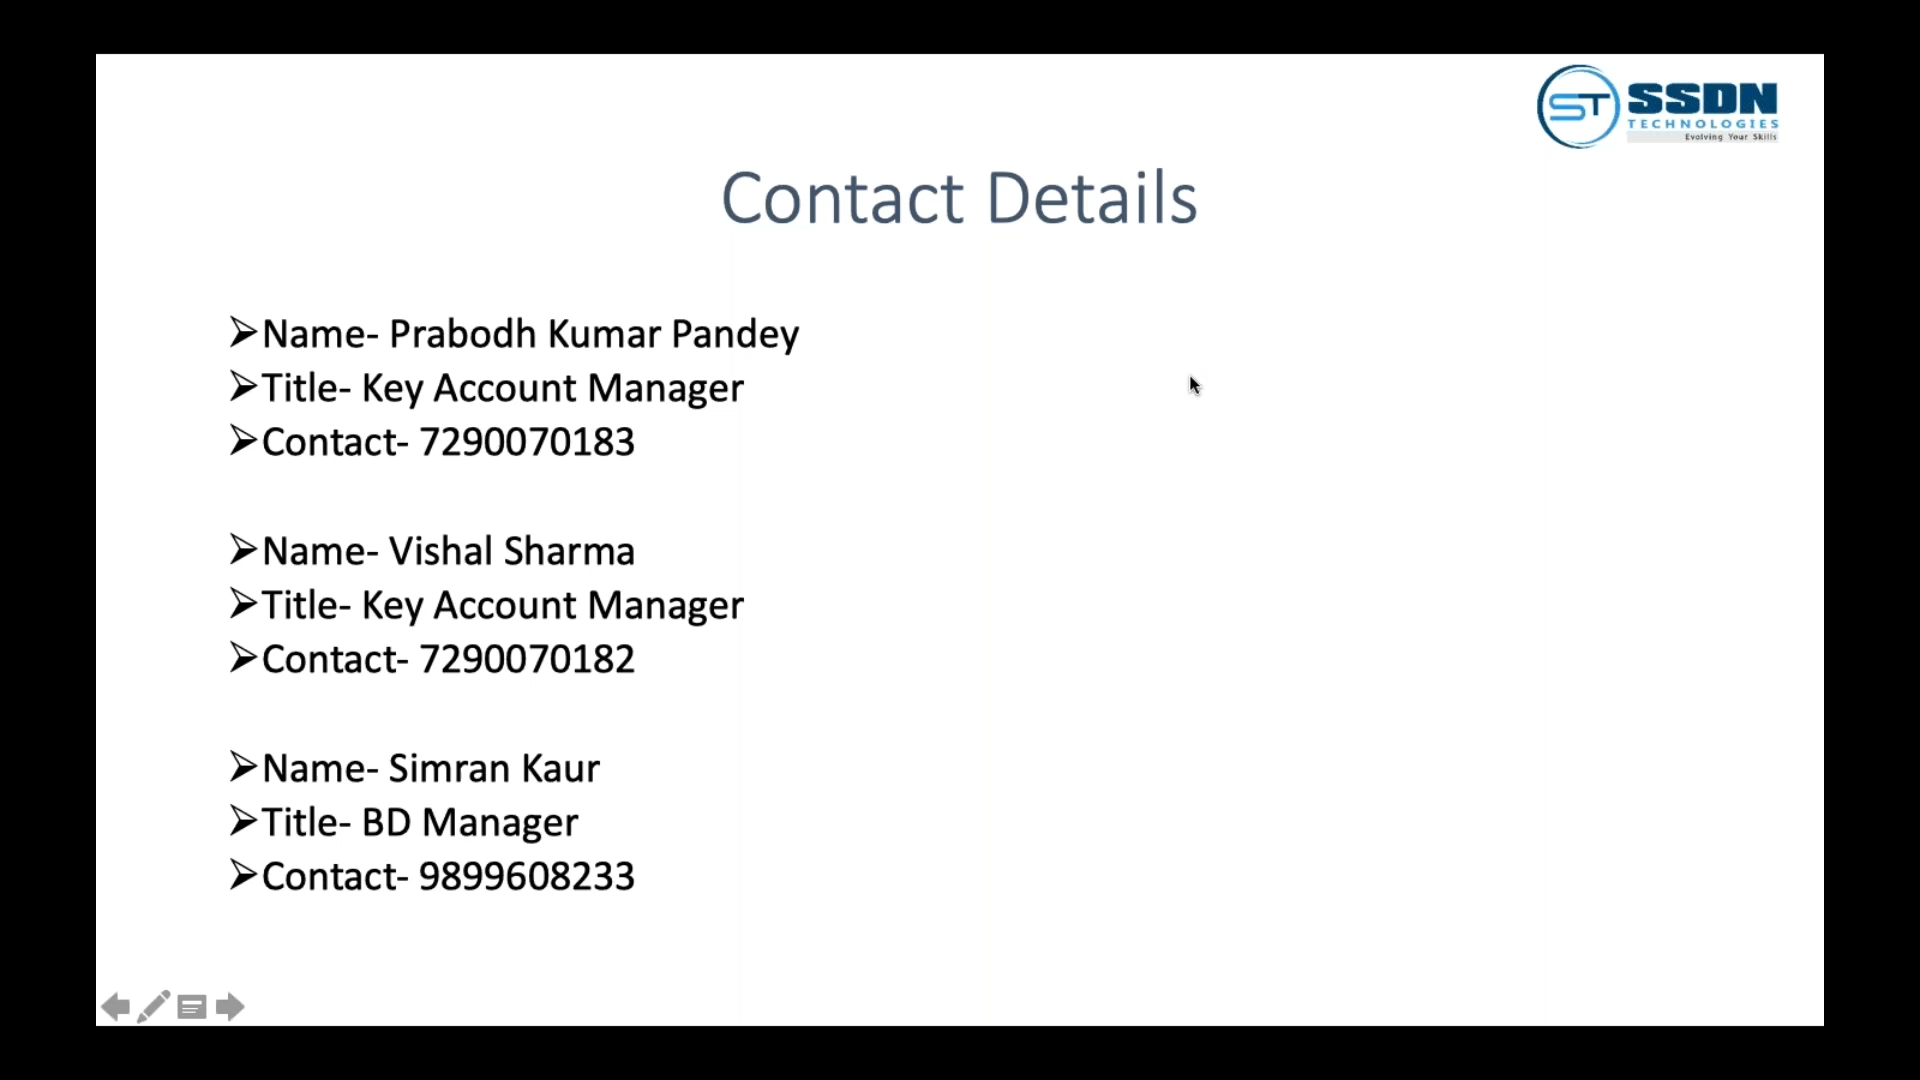 ST SSDN
TECHNOLOGIES
Evolving Your Skills
Contact Details
➢Name- Prabodh Kumar Pandey
➢Title- Key Account Manager
➢Contact- 7290070183
➢Name- Vishal Sharma
➢Title- Key Account Manager
➢Contact- 7290070182
➢Name- Simran Kaur
➢Title- BD Manager
➢Contact- 9899608233